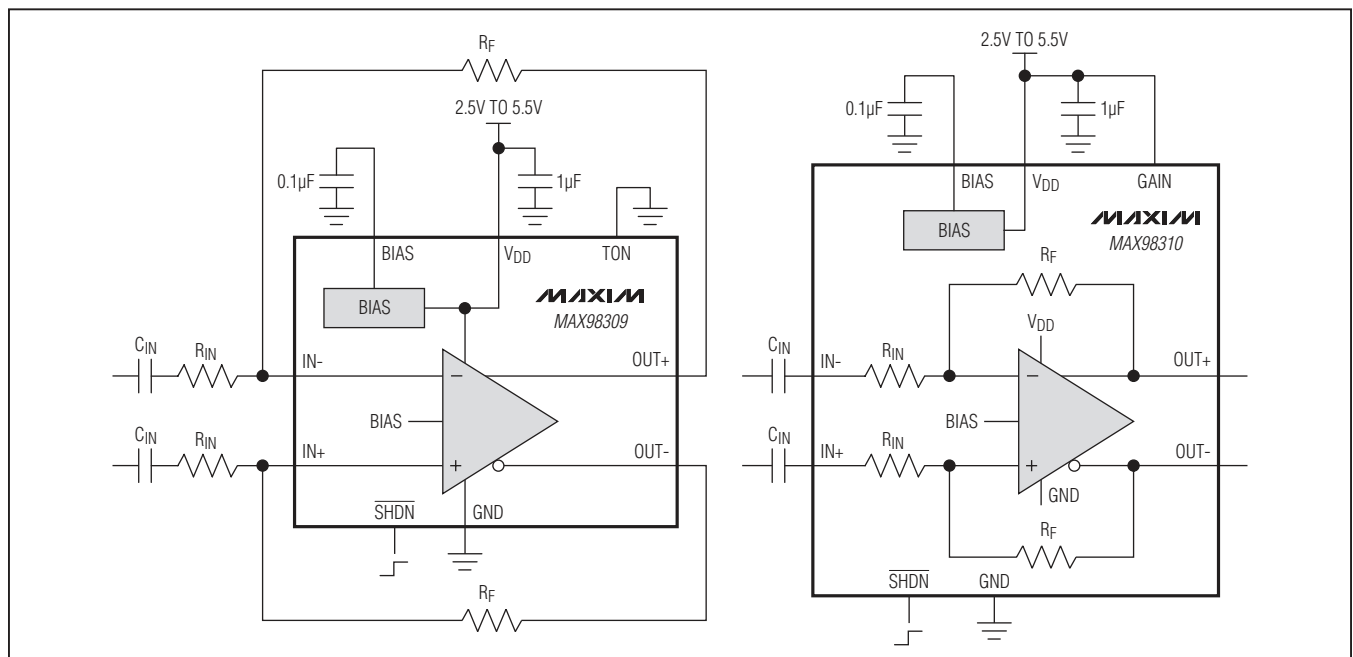 RF
2.5V TO 5.5V
0.1µF
1µF
BIAS
VDD
TON
BIAS
MAXIM
MAX98309
CIN
RIN
IN-
−
OUT+
BIAS
CIN
RIN
IN+
+
OUT-
SHDN
GND
RF
2.5V TO 5.5V
0.1µF
1µF
BIAS
VDD
GAIN
BIAS
MAXIM
MAX98310
RF
VDD
CIN
IN-
RIN
−
OUT+
BIAS
CIN
IN+
RIN
+
OUT-
GND
RF
SHDN
GND